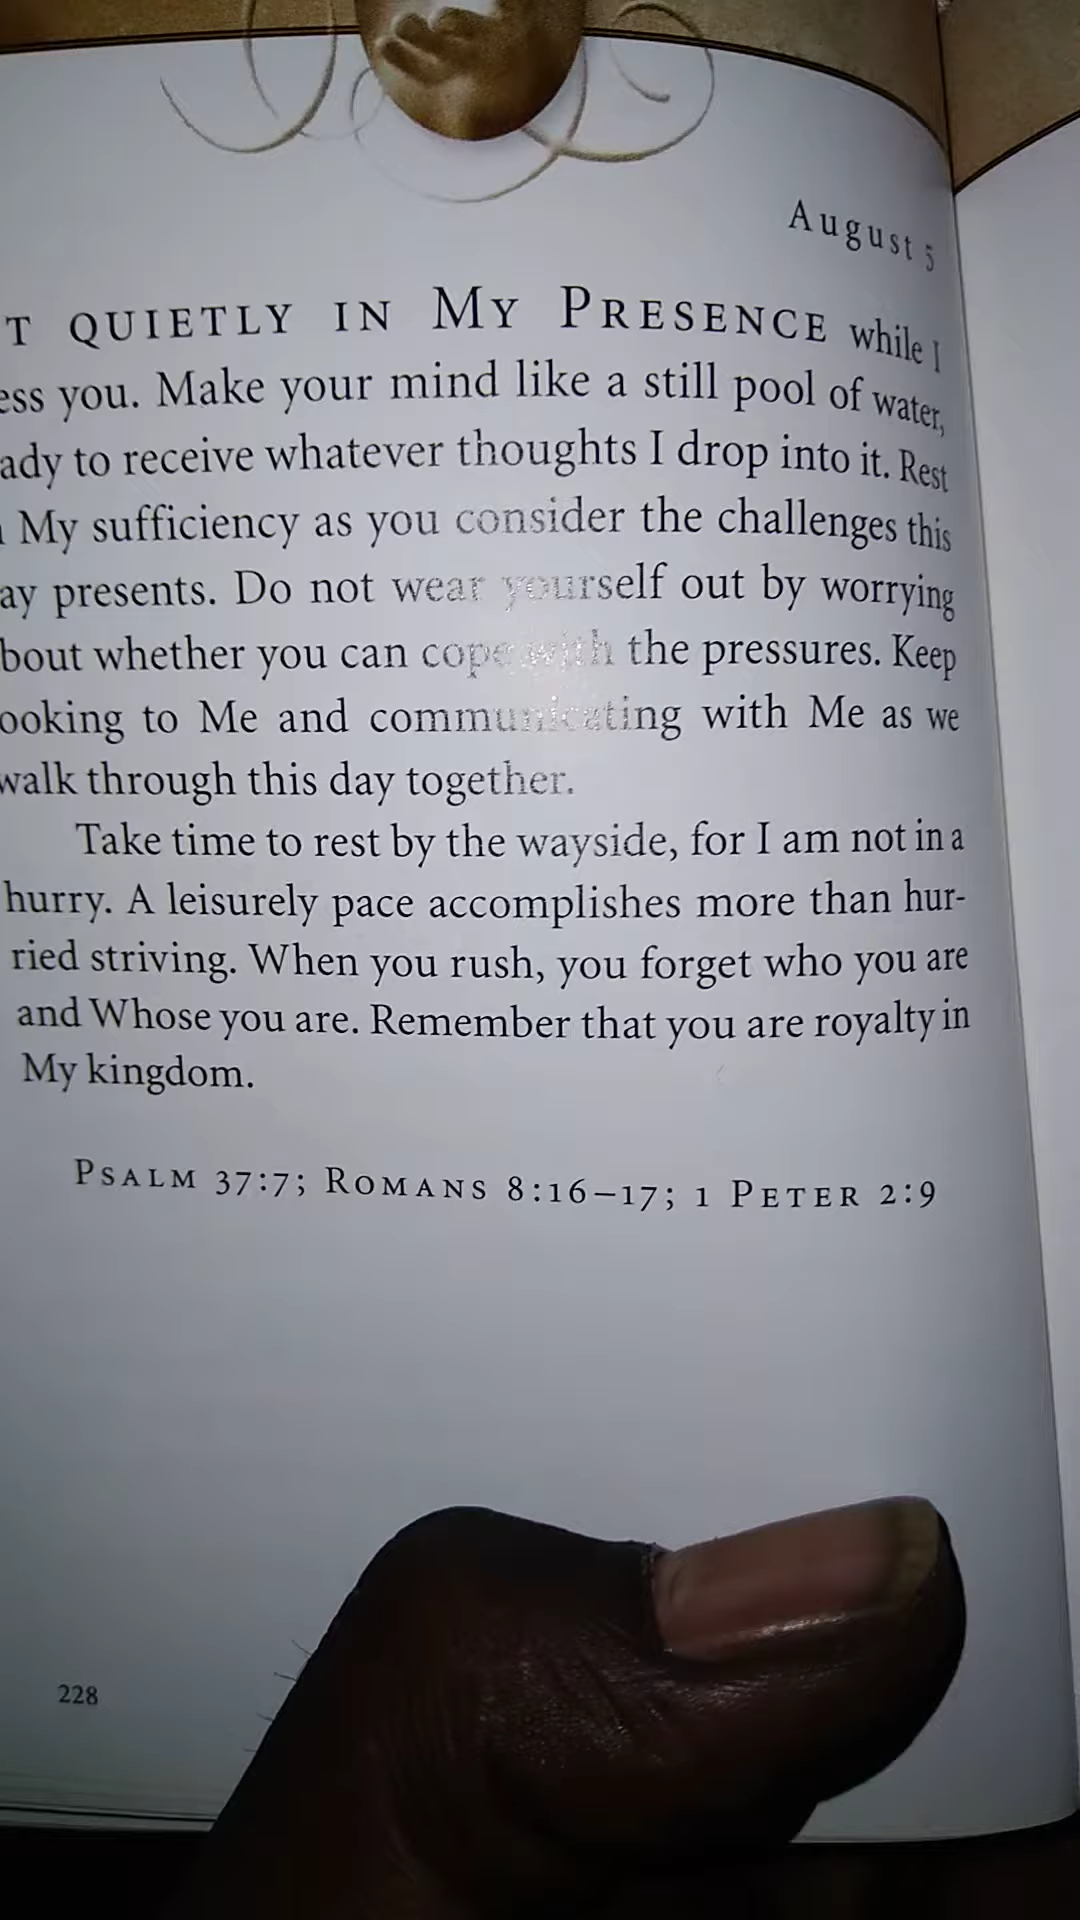 August 5
T QUIETLY IN MY PRESENCE while I
ess you. Make your mind like a still pool of water,
ady to receive whatever thoughts I drop into it. Rest
My sufficiency as you consider the challenges this
ay presents. Do not wear yourself out by worrying
bout whether you can cope with the pressures. Keep
ooking to Me and communicating with Me as we
walk through this day together.
Take time to rest by the wayside, for I am not in a
hurry. A leisurely pace accomplishes more than hur-
ried striving. When you rush, you forget who you are
and Whose you are. Remember that you are royalty in
My kingdom.
PSALM 37:7; ROMANS 8:16–17; 1 PETER 2:9
228